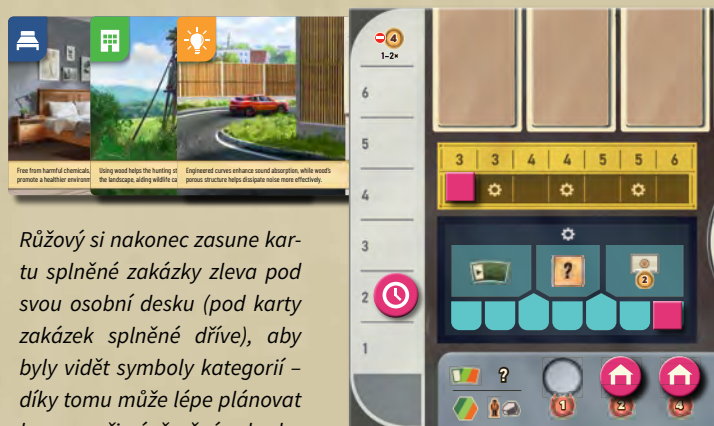 Free from harmful chemicals,
promote a healthier environm
Using wood helps the hunting st
the landscape, aiding wildlife ca
Engineered curves enhance sound absorption, while wood's
porous structure helps dissipate noise more effectively.
Růžový si nakonec zasune kar-
tu splněné zakázky zleva pod
svou osobní desku (pod karty
zakázek splněné dříve), aby
byly vidět symboly kategorií –
díky tomu může lépe plánovat
4
1–2×
6
5
4
3
2
1
3 3 4 4 5 5 6
?
2
?
1 2 4